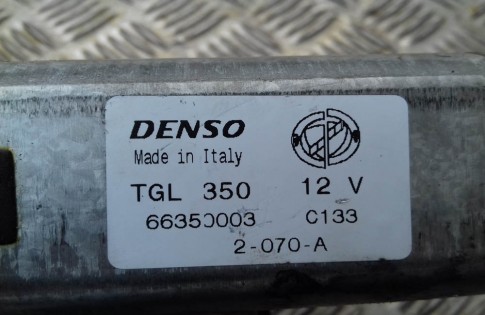 DENSO
Made in Italy
TGL 350 12 V
66350003 C133
2-070-A